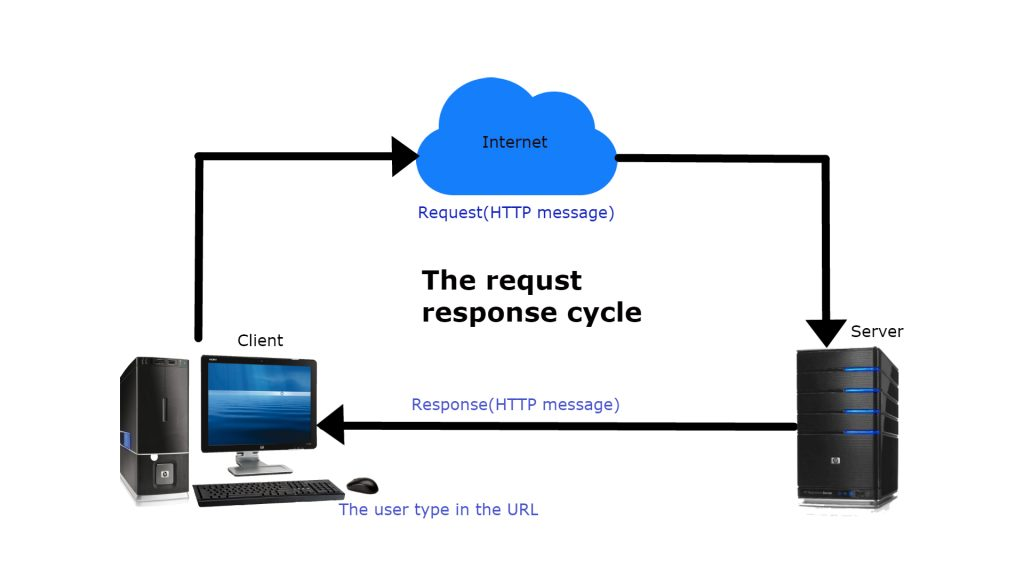 Internet
Request(HTTP message)
The requst
response cycle
Client
Server
Response(HTTP message)
The user type in the URL